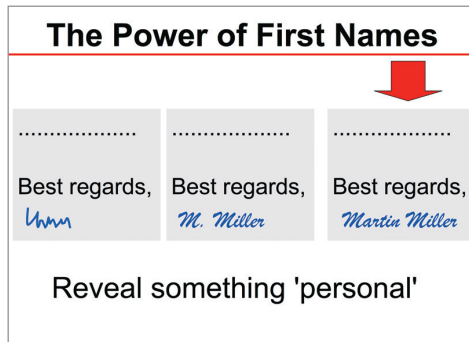 The Power of First Names
................... ................... ...................
Best regards, Best regards, Best regards,
M. Miller Martin Miller
Reveal something 'personal'